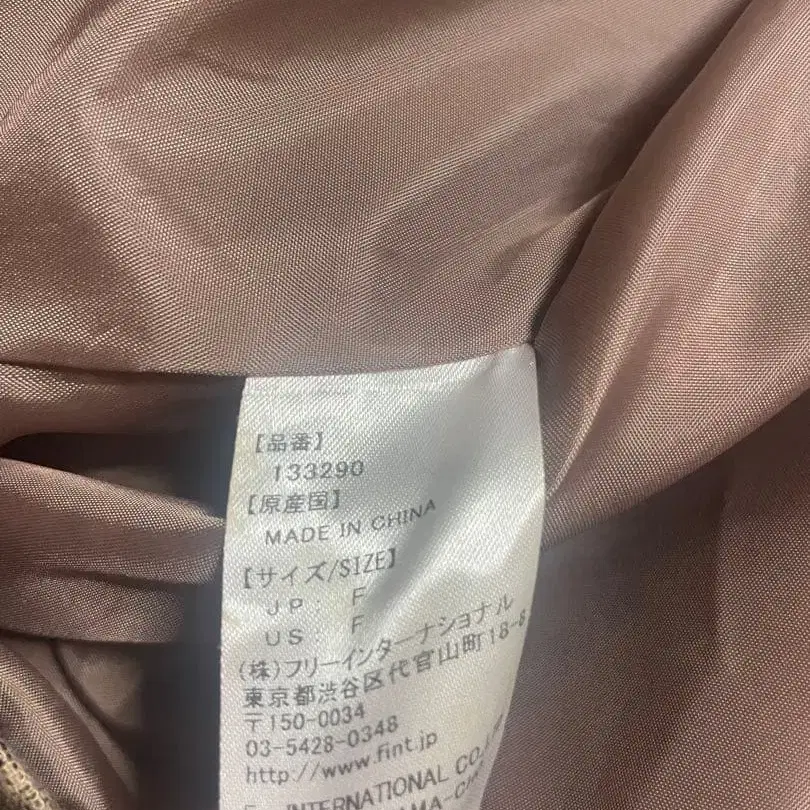 【品番】
133290
【原産国】
MADE IN CHINA
【サイズ/SIZE】
JP: F
US: F
(株)フリーインターナショナル
東京都渋谷区代官山町18-8
〒150-0034
03-5428-0348
http://www.fint.jp
INTERNATIONAL CO.,